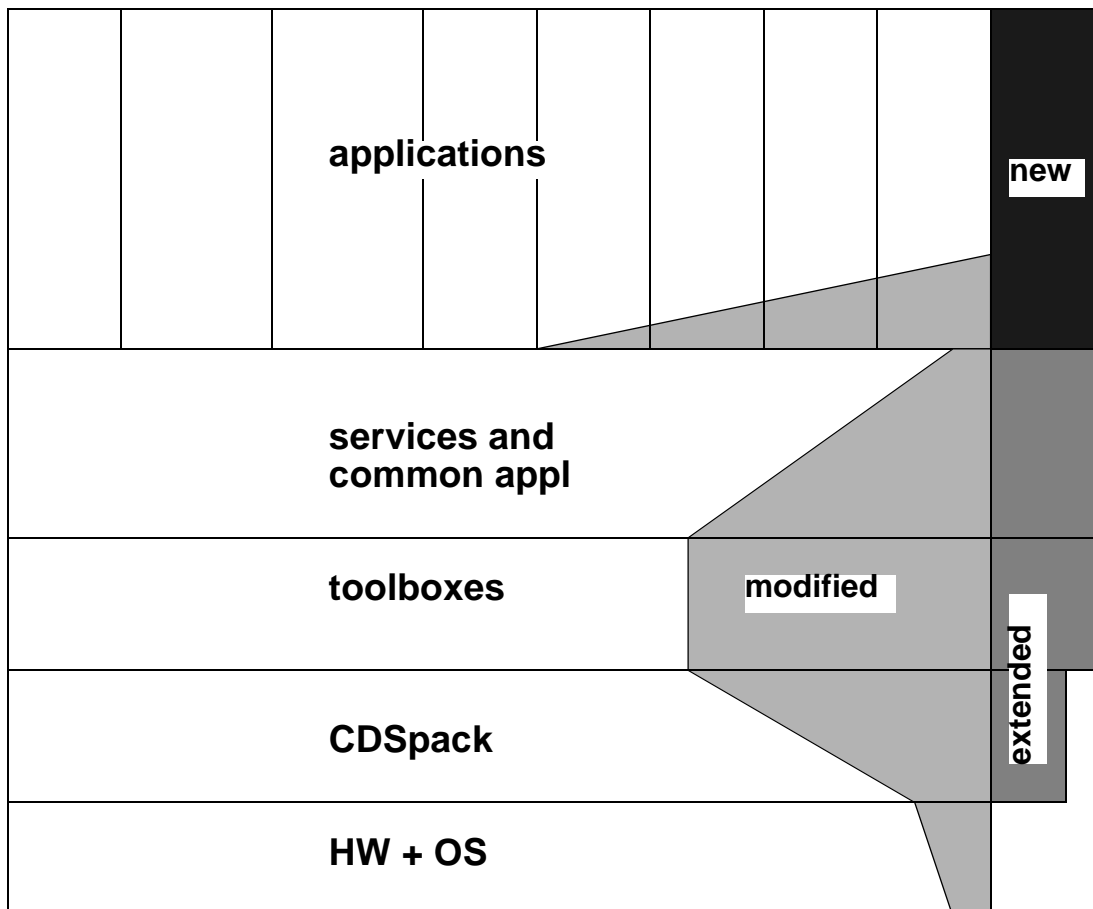 applications
new
services and
common appl
toolboxes
modified
extended
CDSpack
HW + OS